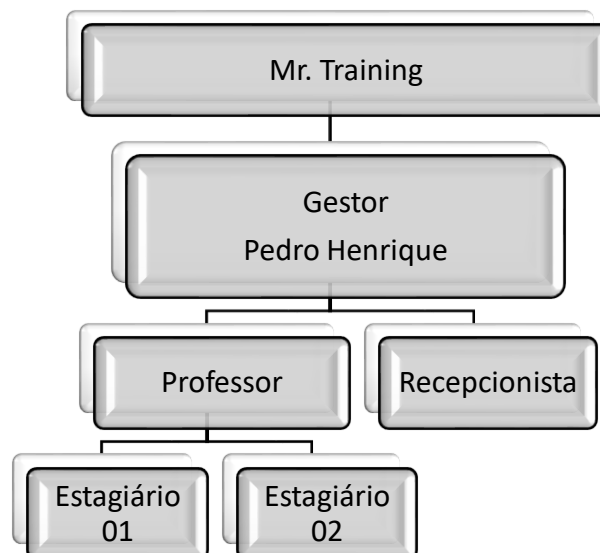 Mr. Training
Gestor
Pedro Henrique
Professor
Recepcionista
Estagiário
01
Estagiário
02